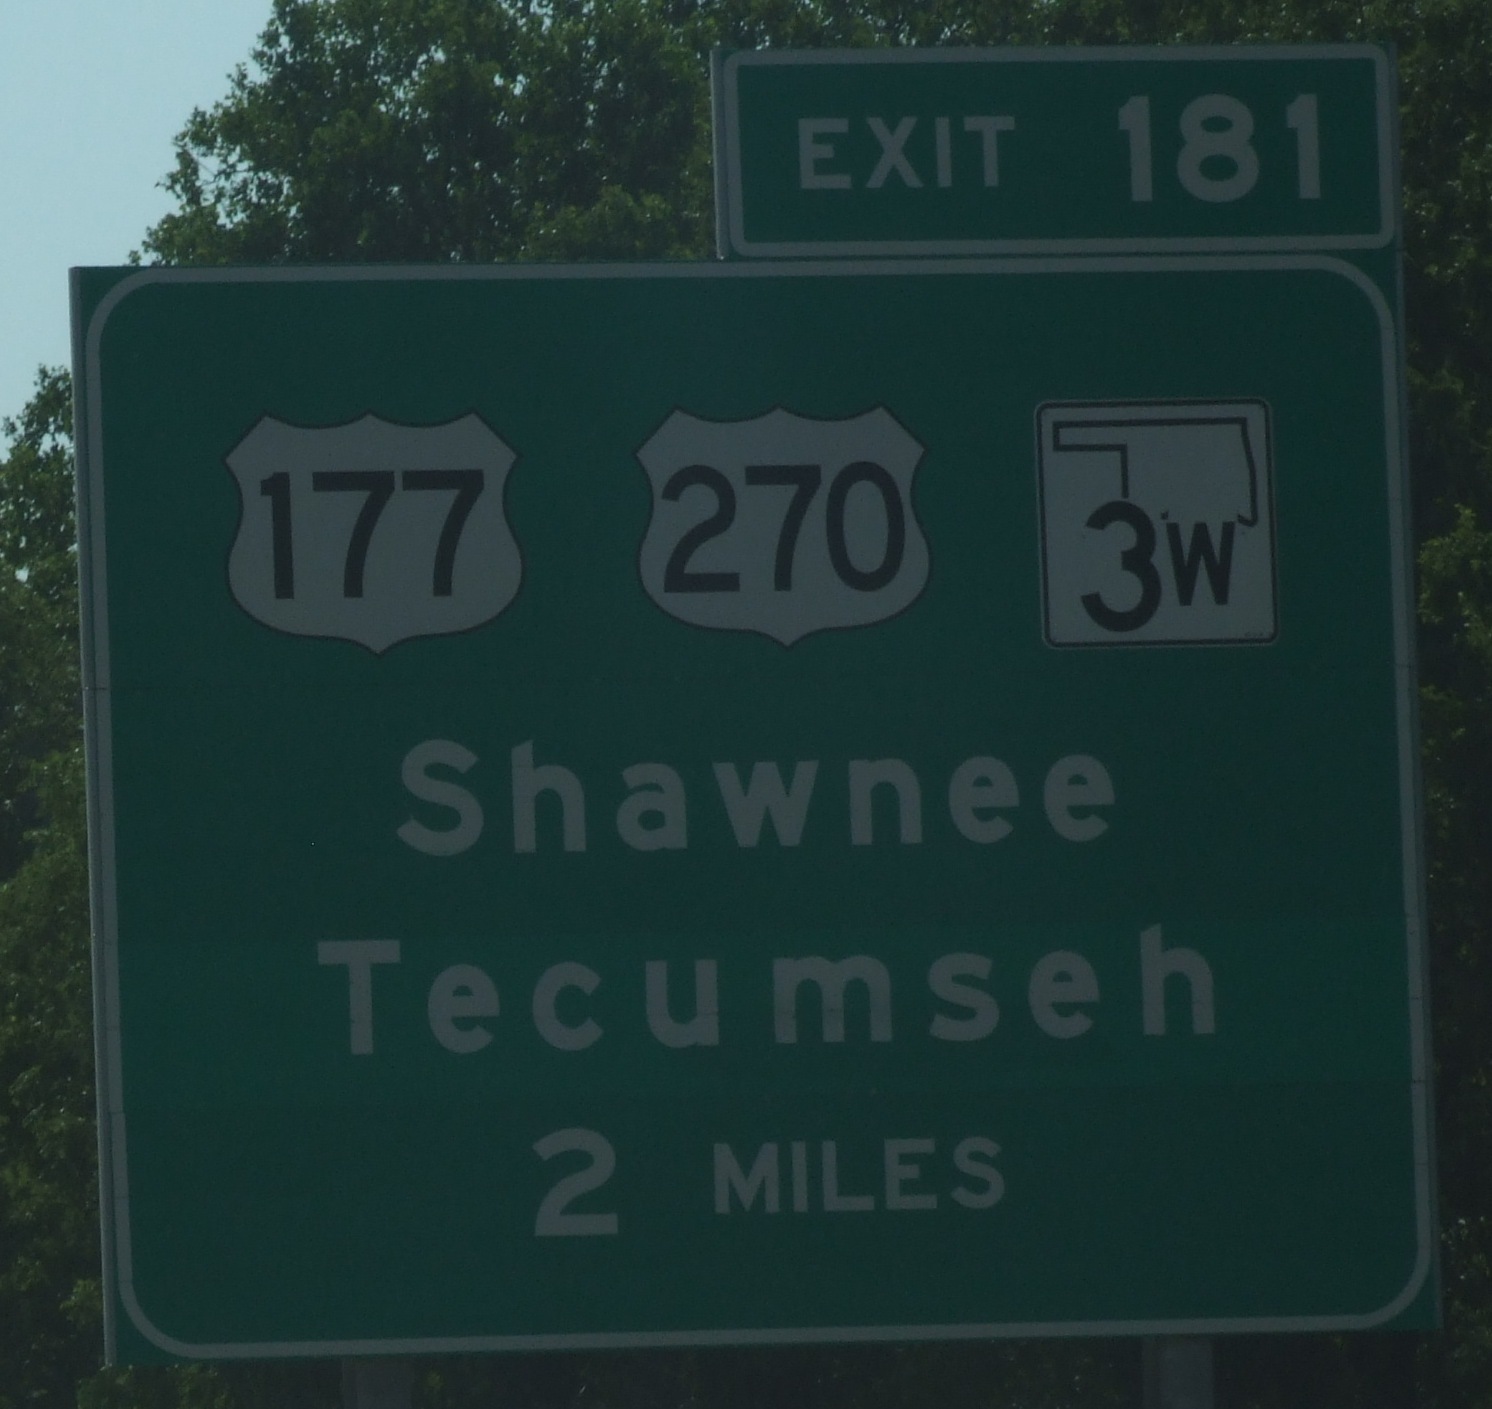 EXIT 181
177 270 3W
Shawnee
Tecumseh
2 MILES